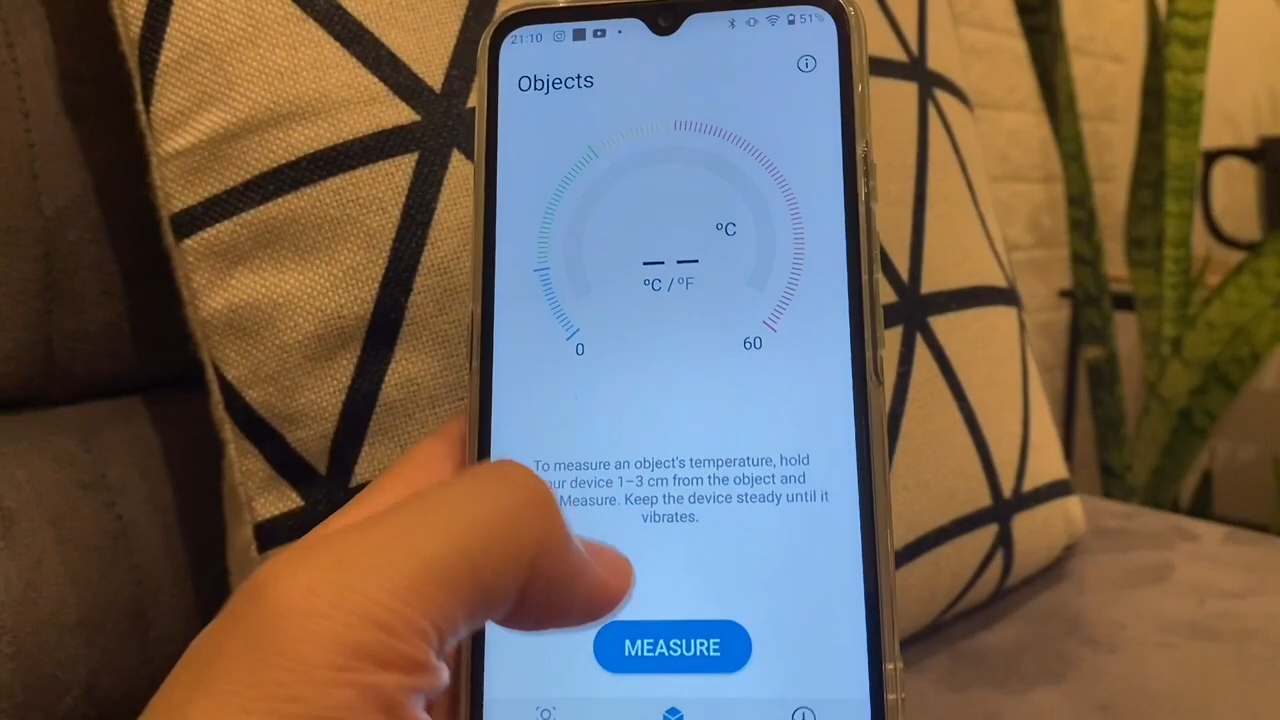 21:10
51%
Objects
°C
— —
°C / °F
0
60
To measure an object's temperature, hold
device 1–3 cm from the object and
Measure. Keep the device steady until it
vibrates.
MEASURE